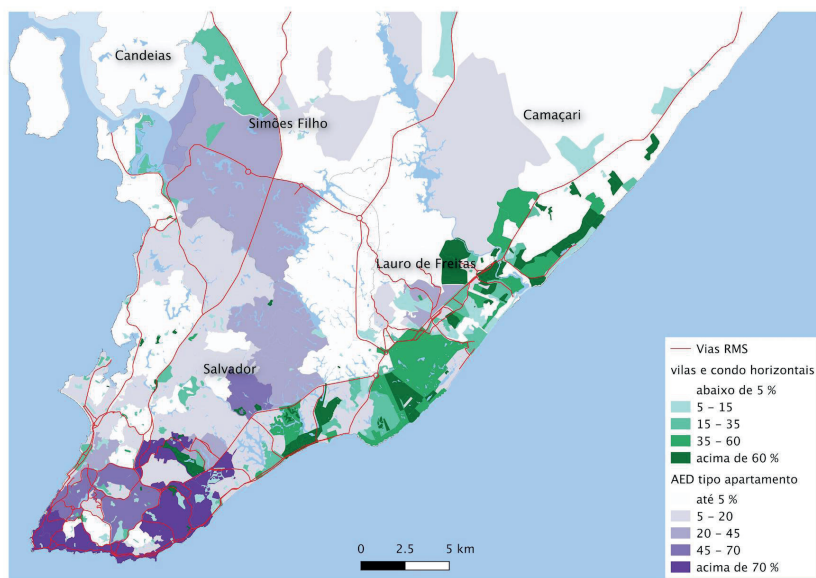 Candeias
Simões Filho
Camaçari
Lauro de Freitas
Salvador
Vias RMS
vilas e condo horizontais
abaixo de 5 %
5 – 15
15 – 35
35 – 60
acima de 60 %
AED tipo apartamento
até 5 %
5 – 20
20 – 45
45 – 70
acima de 70 %
0 2.5 5 km